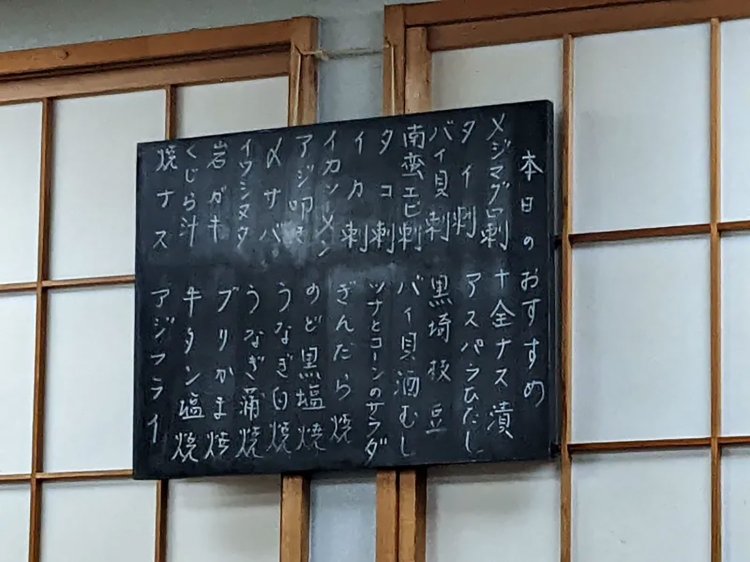 本日のおすすめ
メジマグロ刺
タイ刺
バイ貝刺
南蛮エビ刺
タコ刺
イカ刺
イカソーメン
アジ叩き
〆サバ
イワシヌタ
岩ガキ
くじら汁
焼ナス
十全ナス漬
アスパラひたし
黒埼枝豆
バイ貝酒むし
ツナとコーンのサラダ
ぎんだら焼
のど黒塩焼
うなぎ白焼
うなぎ蒲焼
ブリかま焼
牛タン塩焼
アジフライ